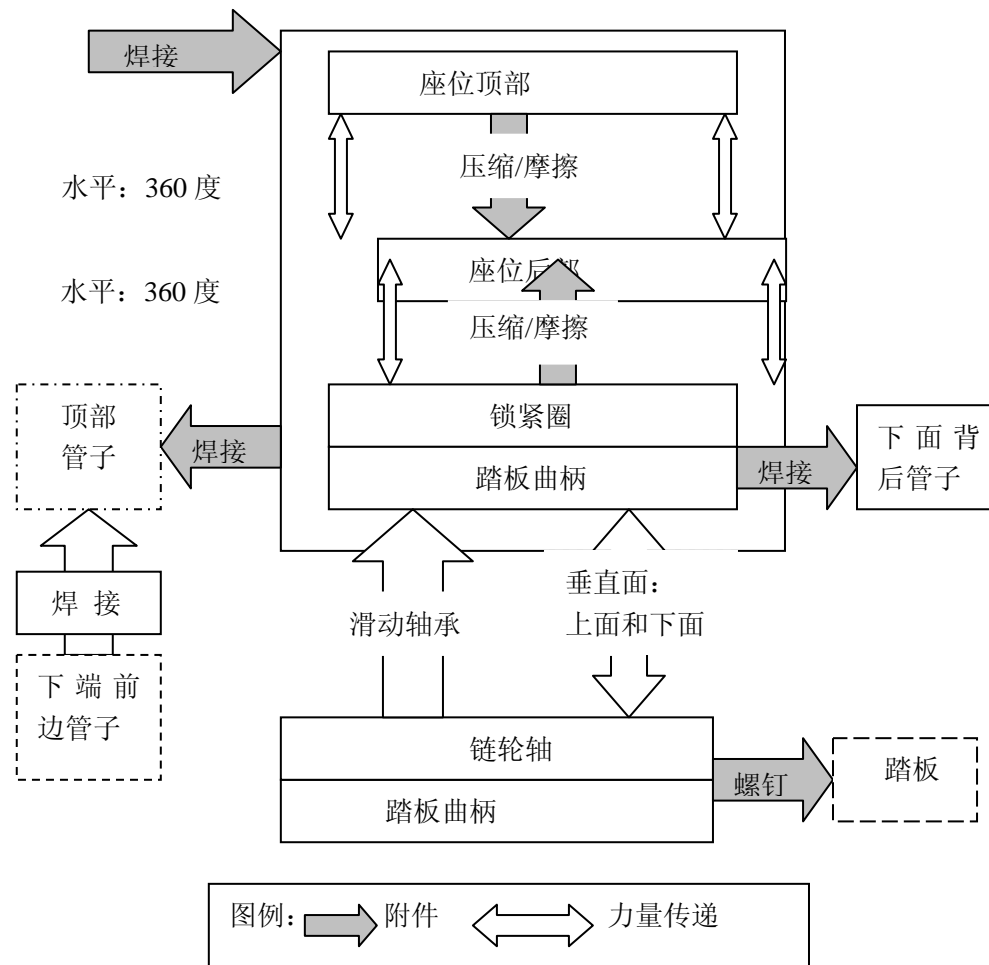 焊接
座位顶部
压缩/摩擦
水平：360 度
座位后部
水平：360 度
压缩/摩擦
顶部
管子
焊接
锁紧圈
踏板曲柄
焊接
下面背
后管子
焊 接
滑动轴承
垂直面：
上面和下面
下端前
边管子
链轮轴
踏板曲柄
螺钉
踏板
图例：
附件
力量传递